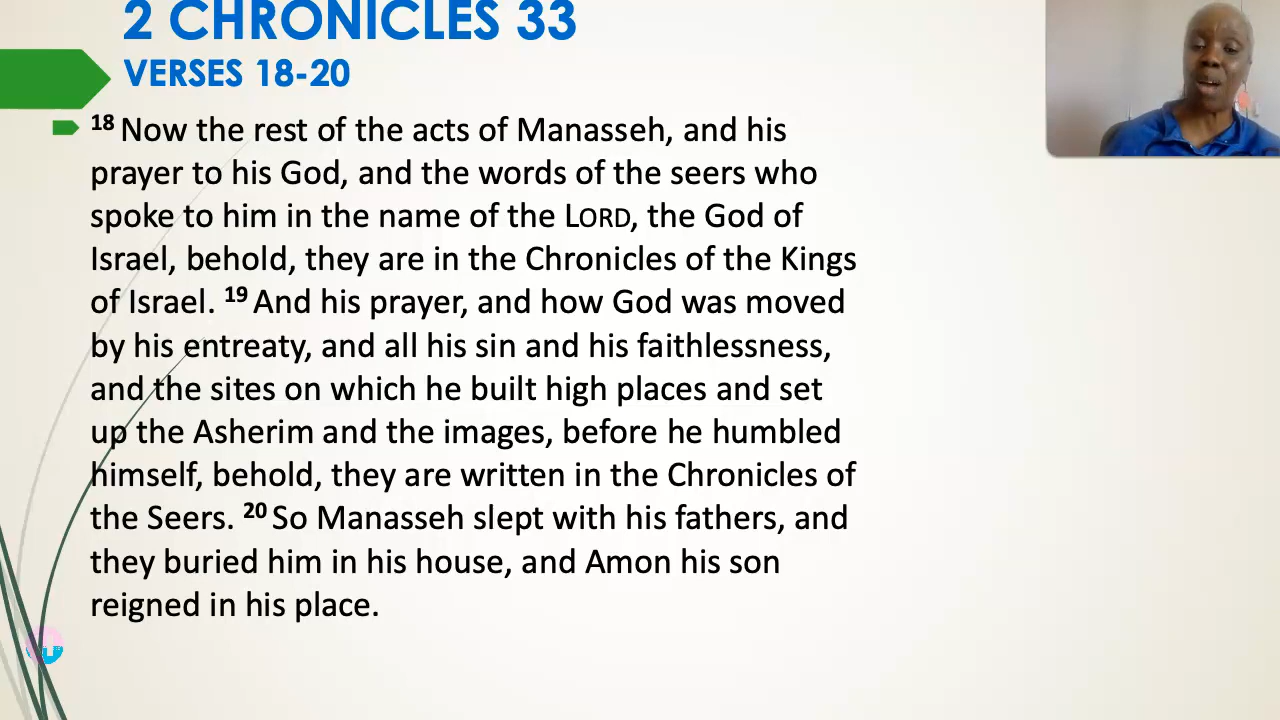 2 CHRONICLES 33
VERSES 18-20
18 Now the rest of the acts of Manasseh, and his
prayer to his God, and the words of the seers who
spoke to him in the name of the LORD, the God of
Israel, behold, they are in the Chronicles of the Kings
of Israel. 19 And his prayer, and how God was moved
by his entreaty, and all his sin and his faithlessness,
and the sites on which he built high places and set
up the Asherim and the images, before he humbled
himself, behold, they are written in the Chronicles of
the Seers. 20 So Manasseh slept with his fathers, and
they buried him in his house, and Amon his son
reigned in his place.